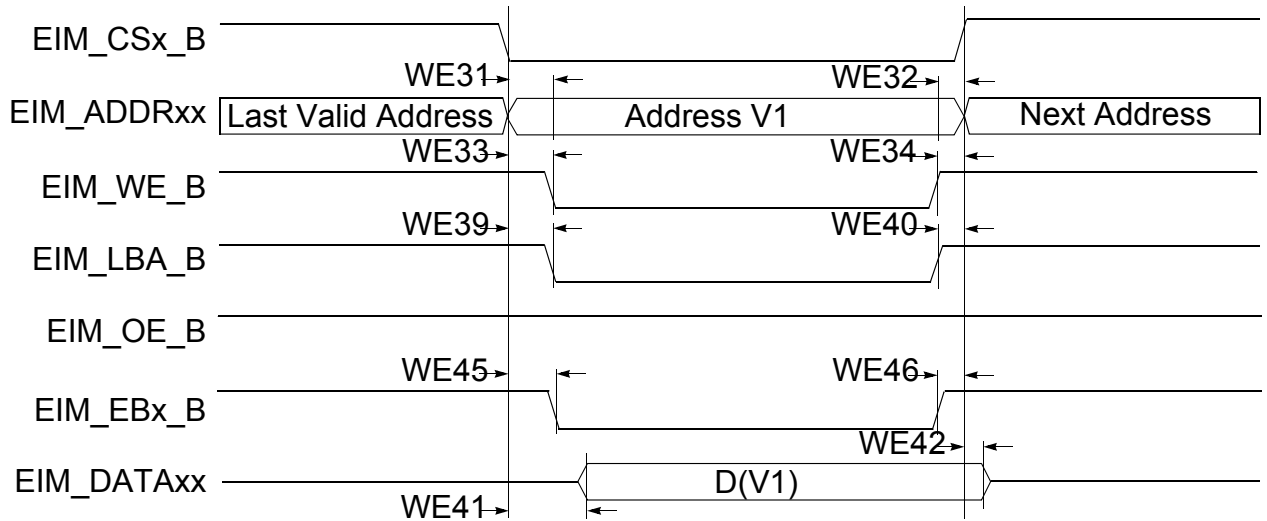 EIM_CSx_B
WE31 WE32
EIM_ADDRxx Last Valid Address Address V1 Next Address
WE33 WE34
EIM_WE_B
WE39 WE40
EIM_LBA_B
EIM_OE_B
WE45 WE46
EIM_EBx_B
WE42
EIM_DATAxx D(V1)
WE41